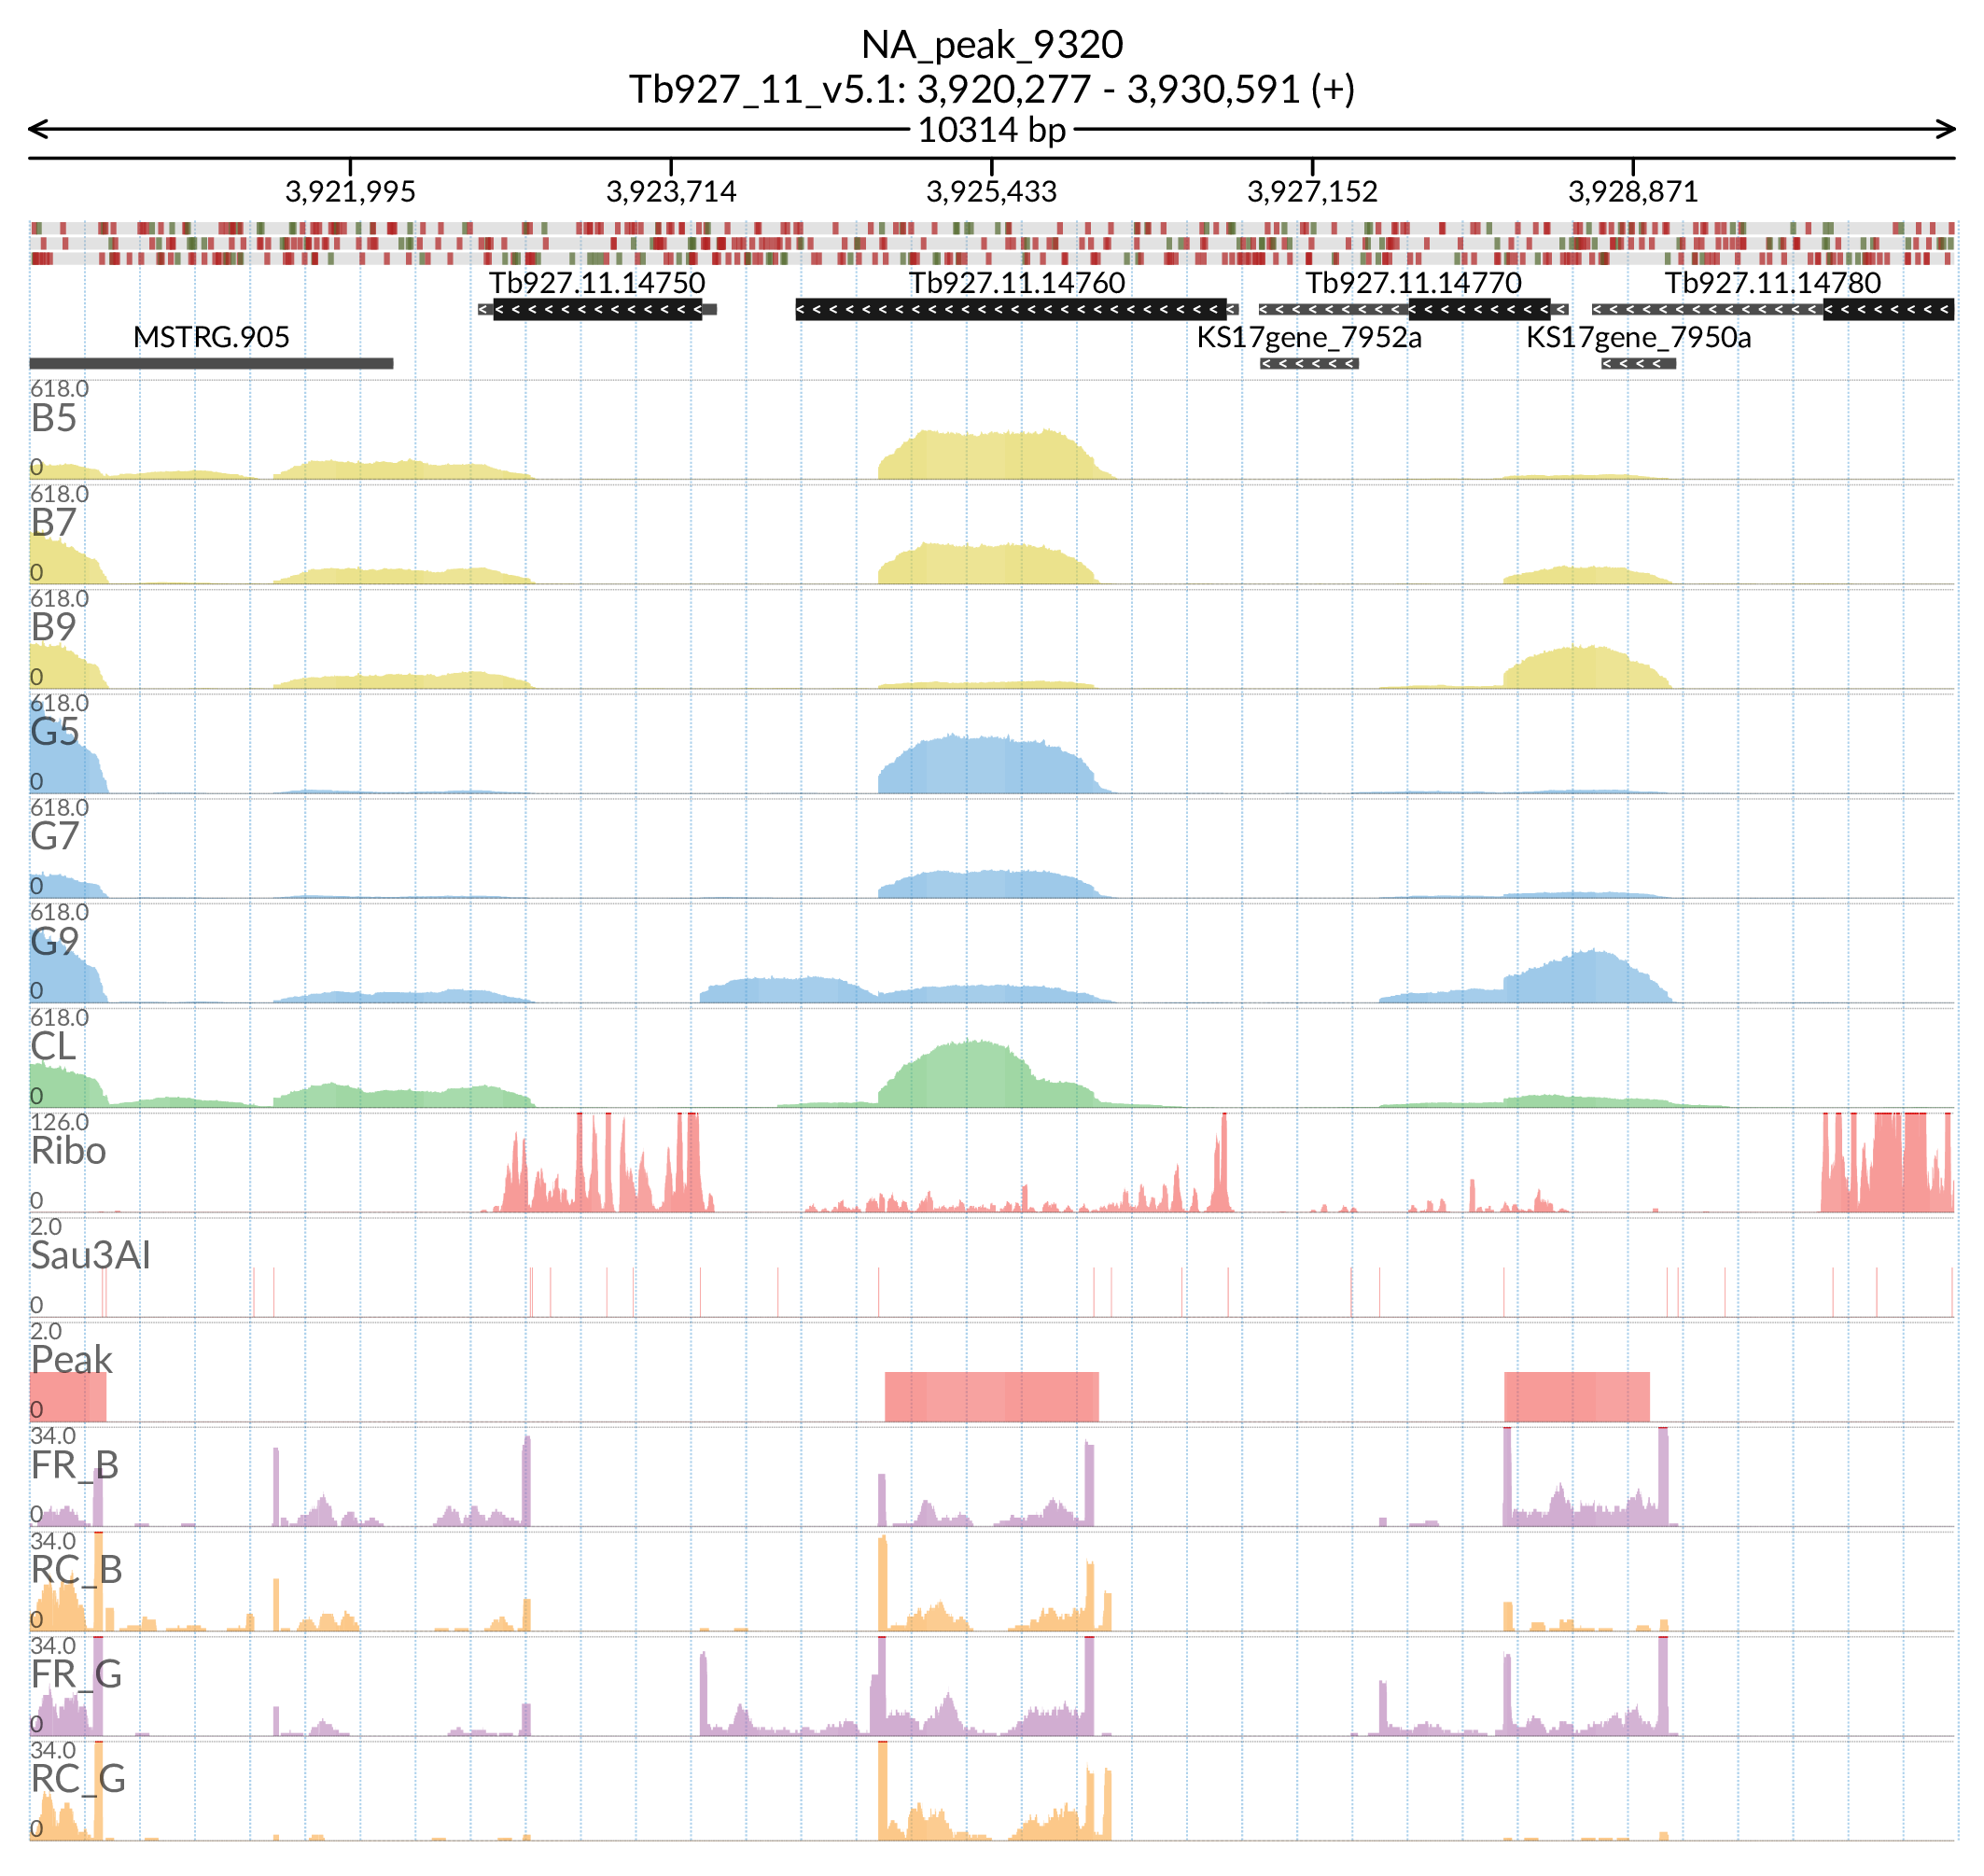 NA_peak_9320
Tb927_11_v5.1: 3,920,277 - 3,930,591 (+)
10314 bp
3,921,995 3,923,714 3,925,433 3,927,152 3,928,871
Tb927.11.14750 Tb927.11.14760 Tb927.11.14770 Tb927.11.14780
MSTRG.905 KS17gene_7952a KS17gene_7950a
618.0
B5
0
618.0
B7
0
618.0
B9
0
618.0
G5
0
618.0
G7
0
618.0
G9
0
618.0
CL
0
126.0
Ribo
0
2.0
Sau3AI
0
2.0
Peak
0
34.0
FR_B
0
34.0
RC_B
0
34.0
FR_G
0
34.0
RC_G
0